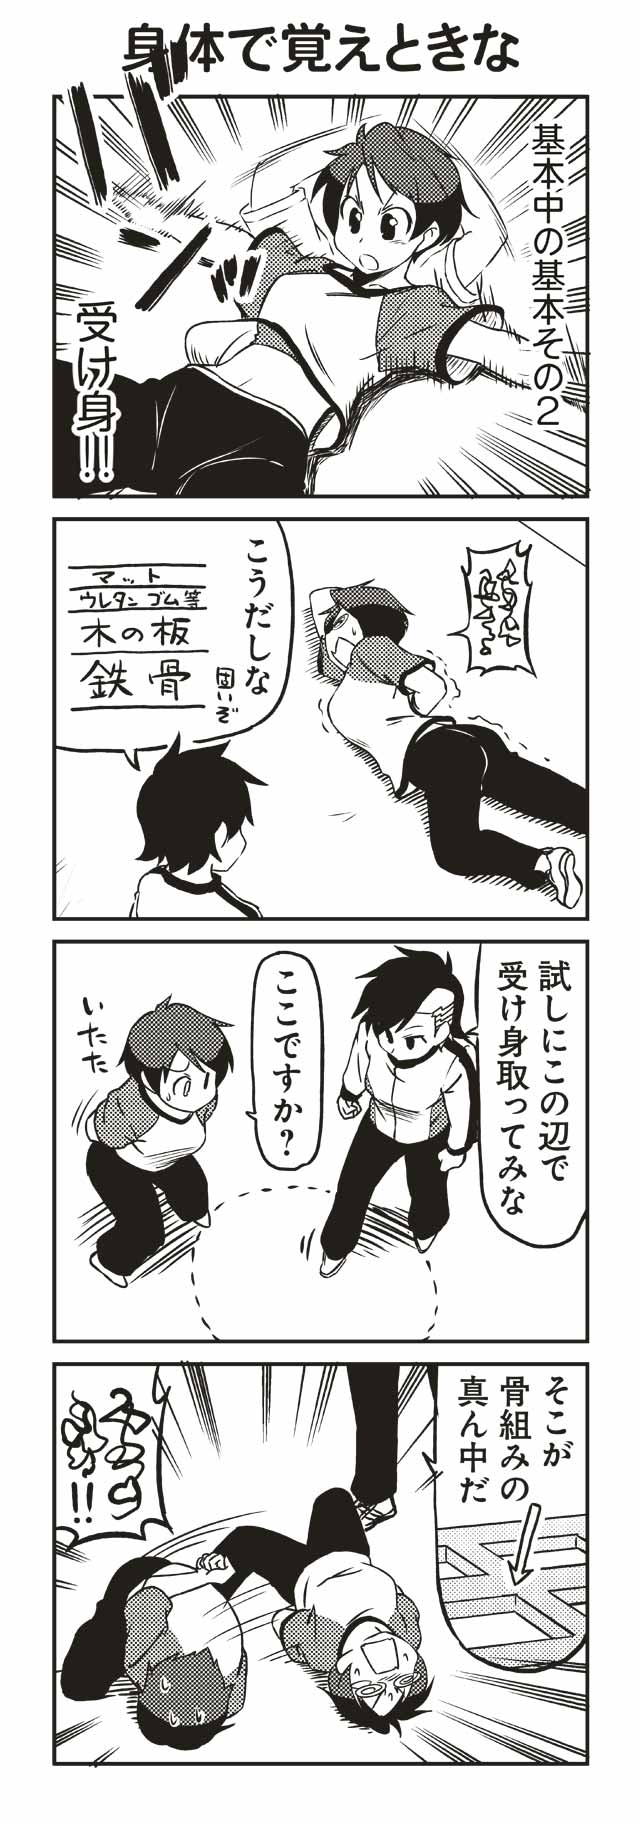 身体で覚えときな
基本中の基本その2
受け身!!
こうだしな
マット
ウレタンゴム等
木の板
鉄骨
固いぞ
試しにこの辺で
受け身取ってみな
ここですか?
いたた
そこが
骨組みの
真ん中だ
!!